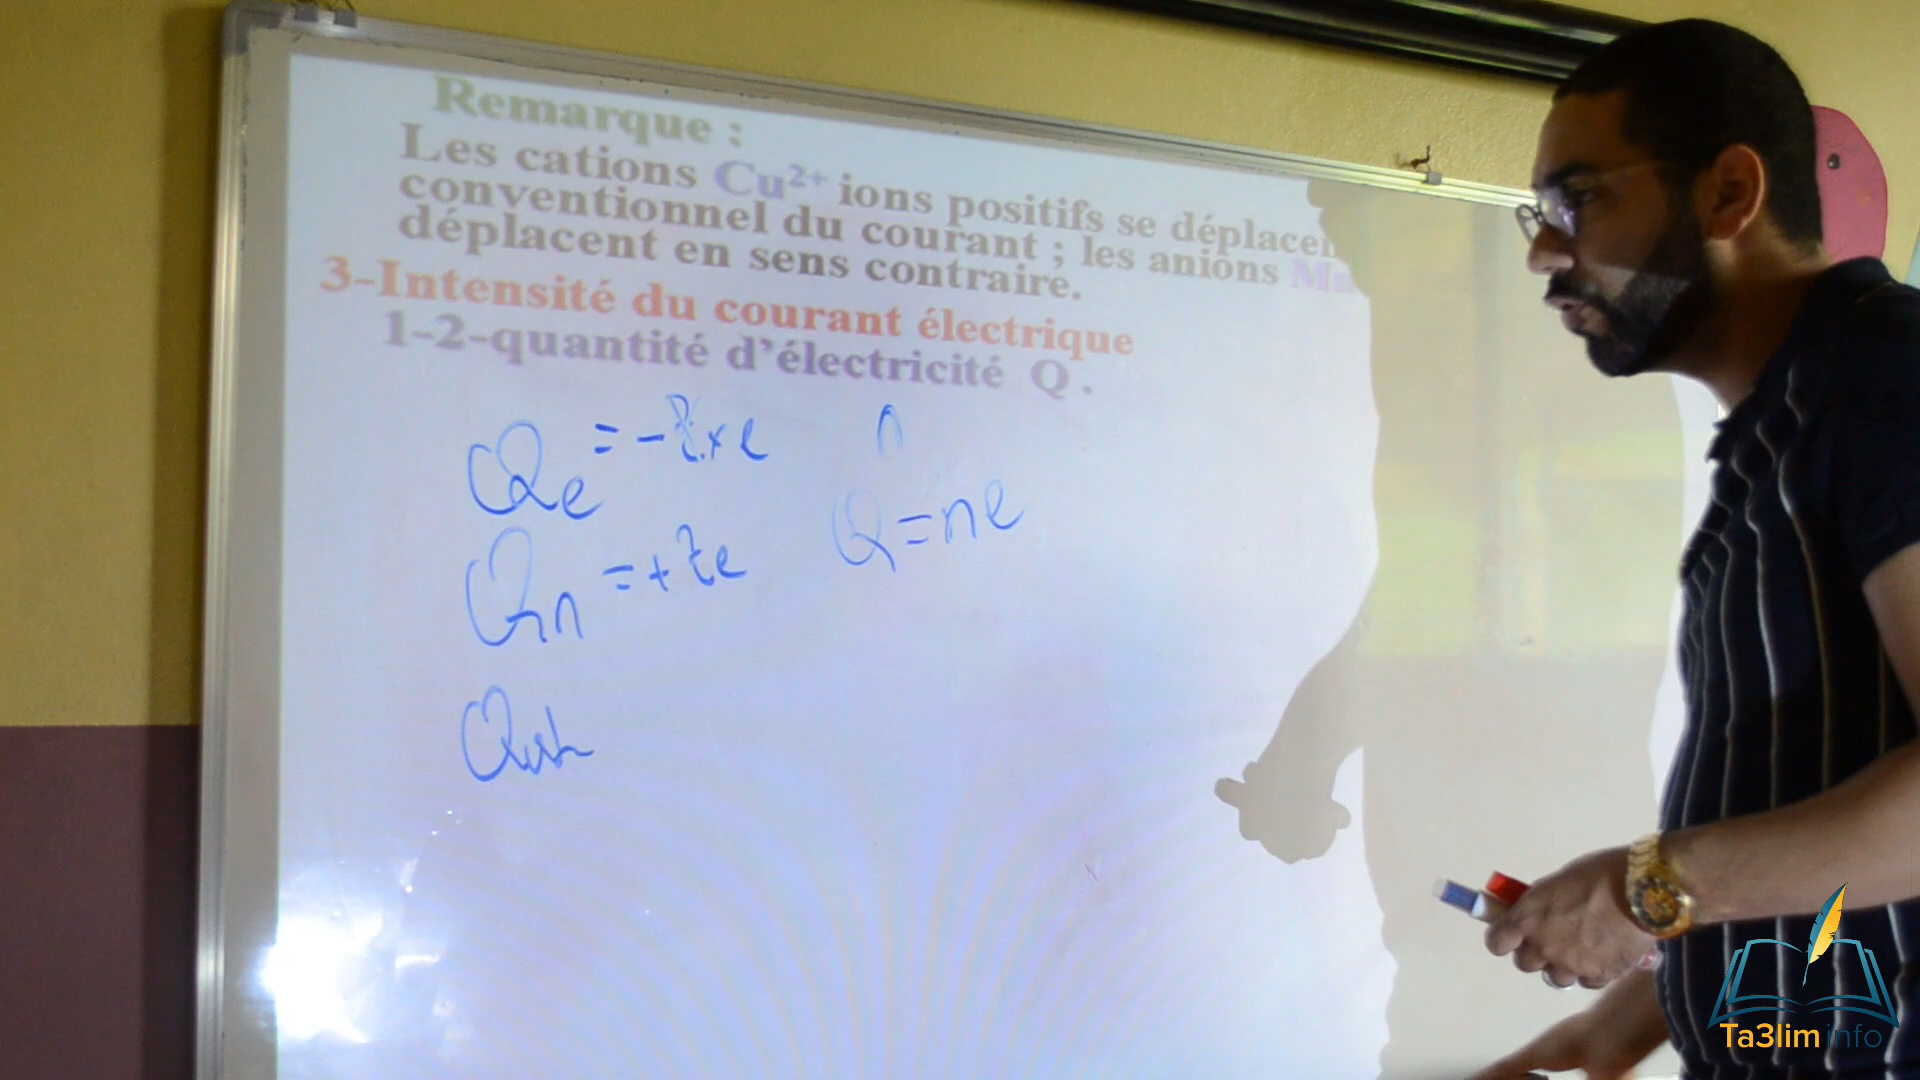 Remarque :
Les cations Cu²⁺ ions positifs se déplacen
conventionnel du courant ; les anions Mn
déplacent en sens contraire.
3-Intensité du courant électrique
1-2-quantité d’électricité Q .
Qe = - Z × e
n
Q = ne
Qn = + Ze
Ta3lim info